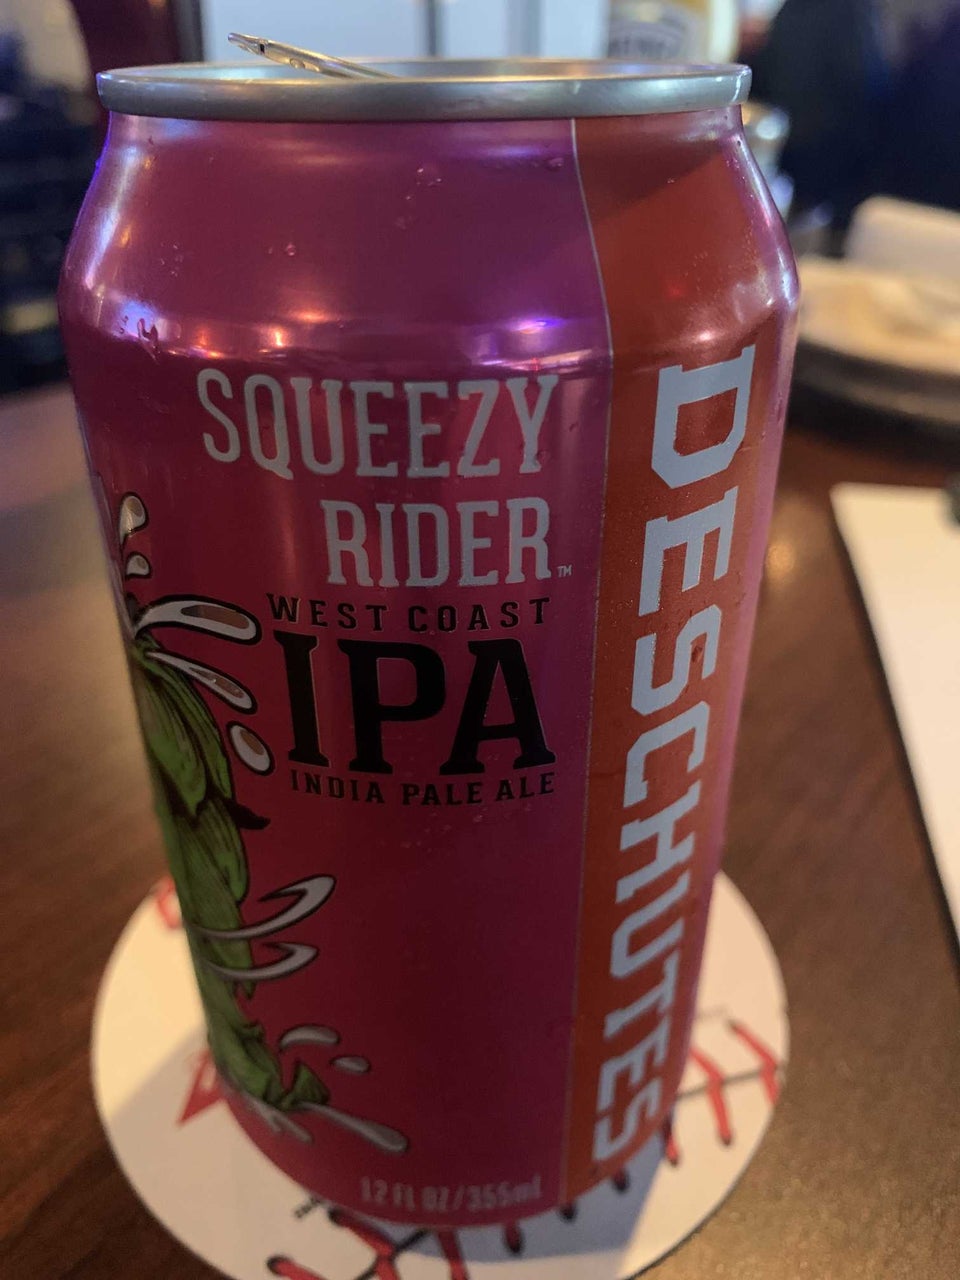 SQUEEZY
RIDER™
WEST COAST
IPA
INDIA PALE ALE
12 FL OZ/355ml
DESCHUTES